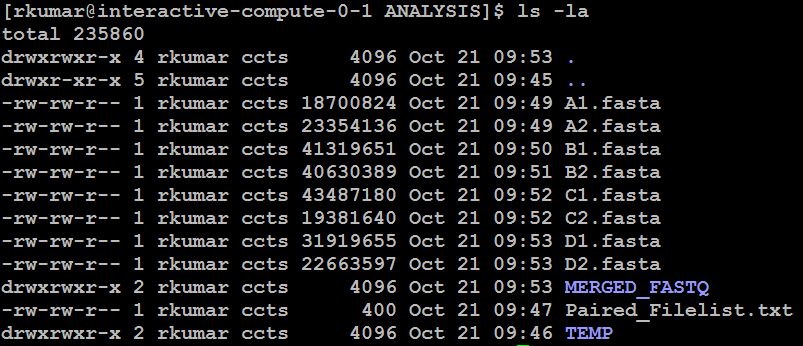 [rkumar@interactive-compute-0-1 ANALYSIS]$ ls -la
total 235860
drwxrwxr-x 4 rkumar ccts     4096 Oct 21 09:53 .
drwxr-xr-x 5 rkumar ccts     4096 Oct 21 09:45 ..
-rw-rw-r-- 1 rkumar ccts 18700824 Oct 21 09:49 A1.fasta
-rw-rw-r-- 1 rkumar ccts 23354136 Oct 21 09:49 A2.fasta
-rw-rw-r-- 1 rkumar ccts 41319651 Oct 21 09:50 B1.fasta
-rw-rw-r-- 1 rkumar ccts 40630389 Oct 21 09:51 B2.fasta
-rw-rw-r-- 1 rkumar ccts 43487180 Oct 21 09:52 C1.fasta
-rw-rw-r-- 1 rkumar ccts 19381640 Oct 21 09:52 C2.fasta
-rw-rw-r-- 1 rkumar ccts 31919655 Oct 21 09:53 D1.fasta
-rw-rw-r-- 1 rkumar ccts 22663597 Oct 21 09:53 D2.fasta
drwxrwxr-x 2 rkumar ccts     4096 Oct 21 09:53 MERGED_FASTQ
-rw-rw-r-- 1 rkumar ccts      400 Oct 21 09:47 Paired_Filelist.txt
drwxrwxr-x 2 rkumar ccts     4096 Oct 21 09:46 TEMP